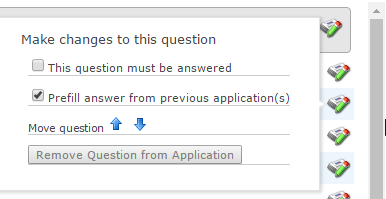 Make changes to this question
This question must be answered
Prefill answer from previous application(s)
Move question
Remove Question from Application